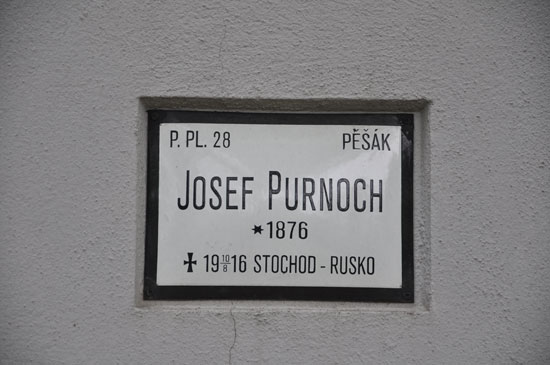 P. PL. 28 PĚŠÁK
JOSEF PURNOCH
*1876
✝ 19 10/8 16 STOCHOD - RUSKO